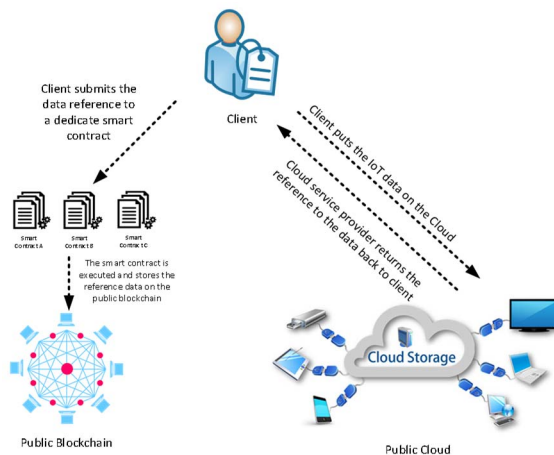 Client submits the
data reference to
a dedicate smart
contract
Client
Client puts the IoT data on the Cloud
Cloud service provider returns the
reference to the data back to
client
Smart
Contract A
Smart
Contract B
Smart
Contract C
The smart contract is
executed and stores the
reference data on the
public blockchain
Cloud Storage
Public Blockchain
Public Cloud